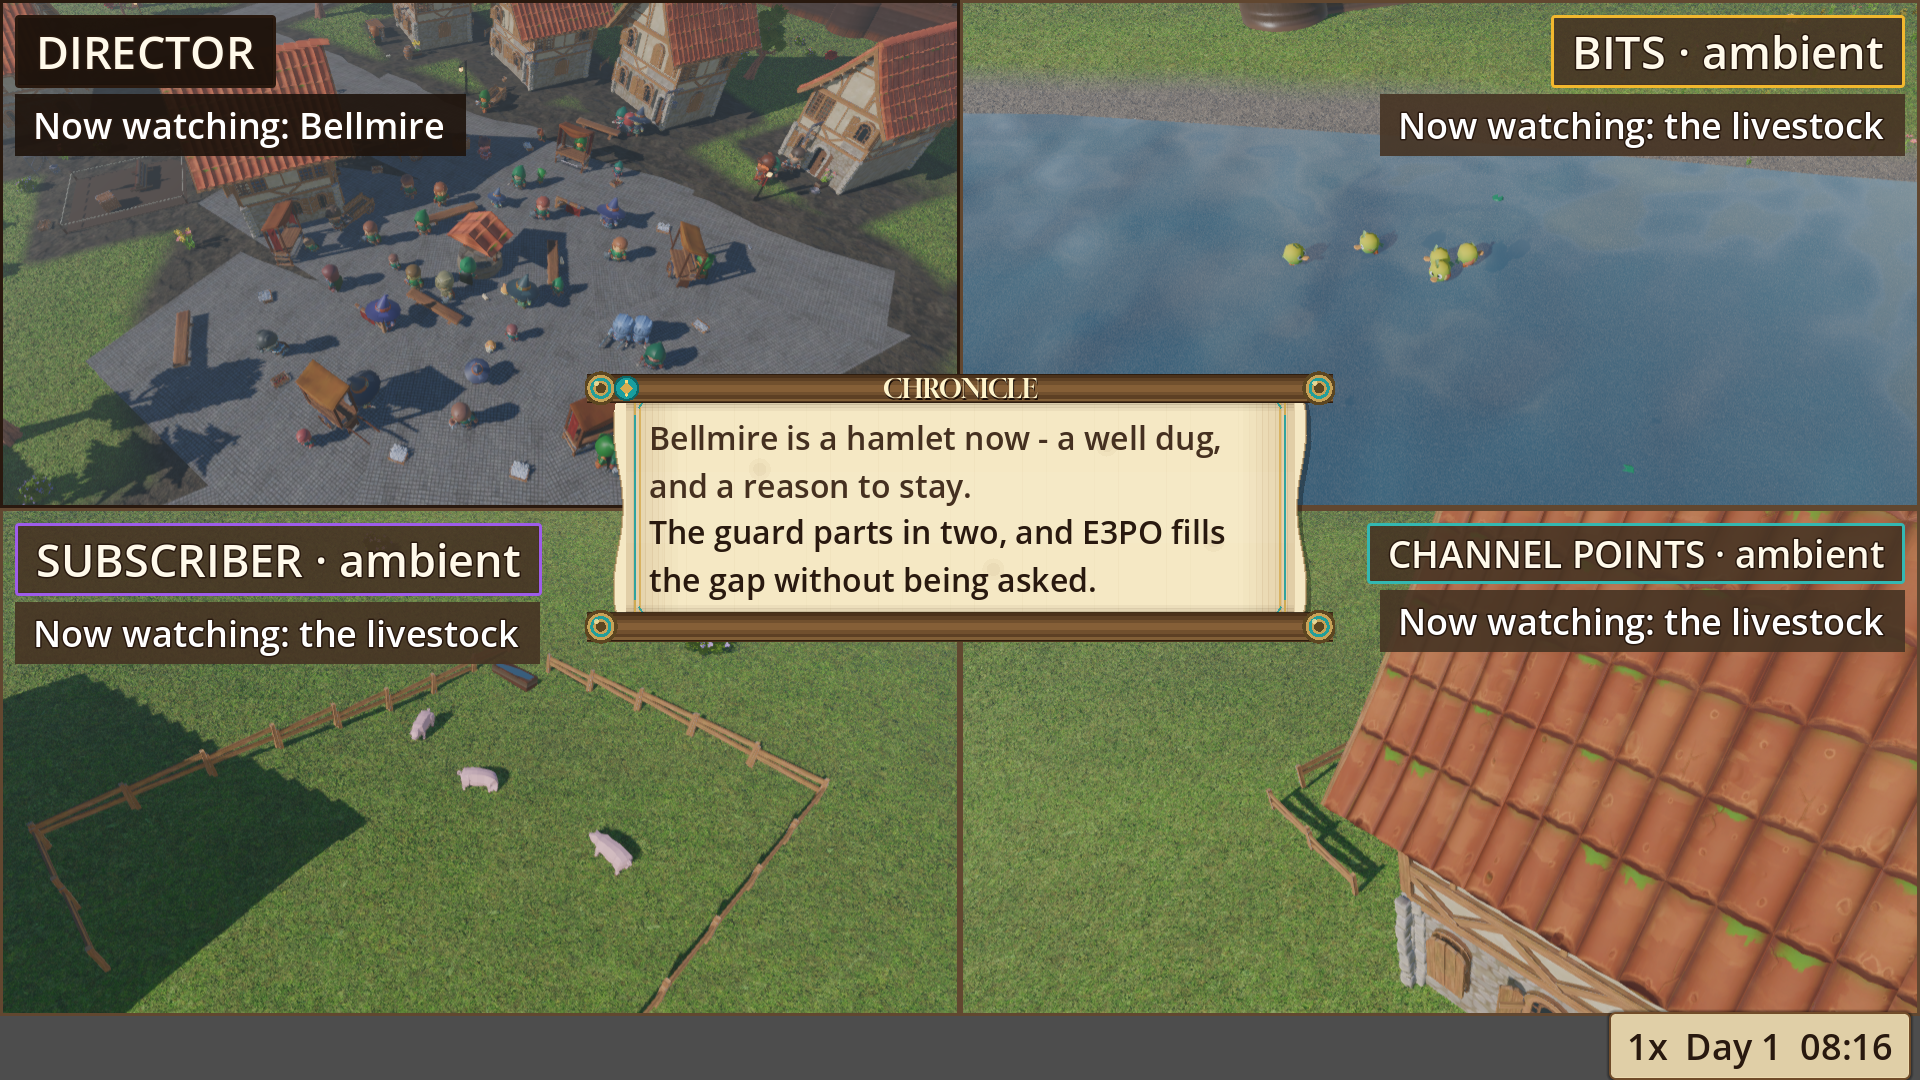 DIRECTOR
Now watching: Bellmire
BITS · ambient
Now watching: the livestock
CHRONICLE
Bellmire is a hamlet now - a well dug,
and a reason to stay.
The guard parts in two, and E3PO fills
the gap without being asked.
SUBSCRIBER · ambient
Now watching: the livestock
CHANNEL POINTS · ambient
Now watching: the livestock
1x Day 1 08:16